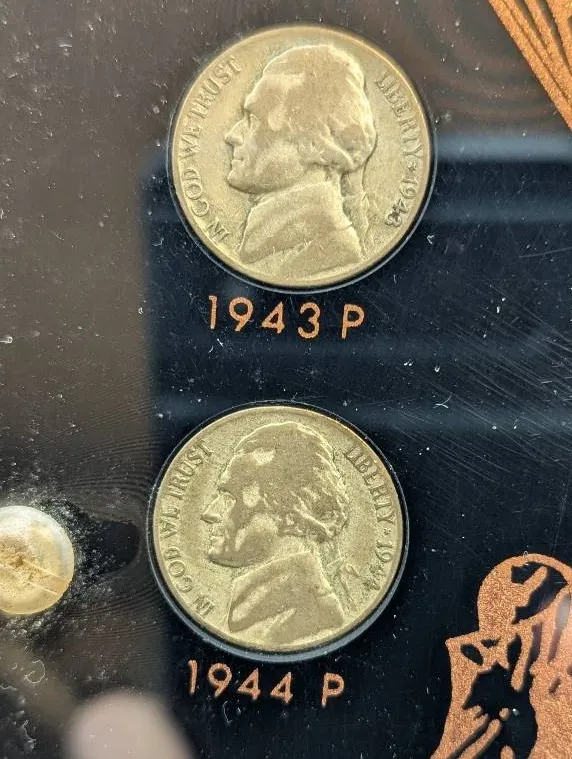 IN GOD WE TRUST LIBERTY ★ 1943
1943 P
IN GOD WE TRUST LIBERTY ★ 1944
1944 P